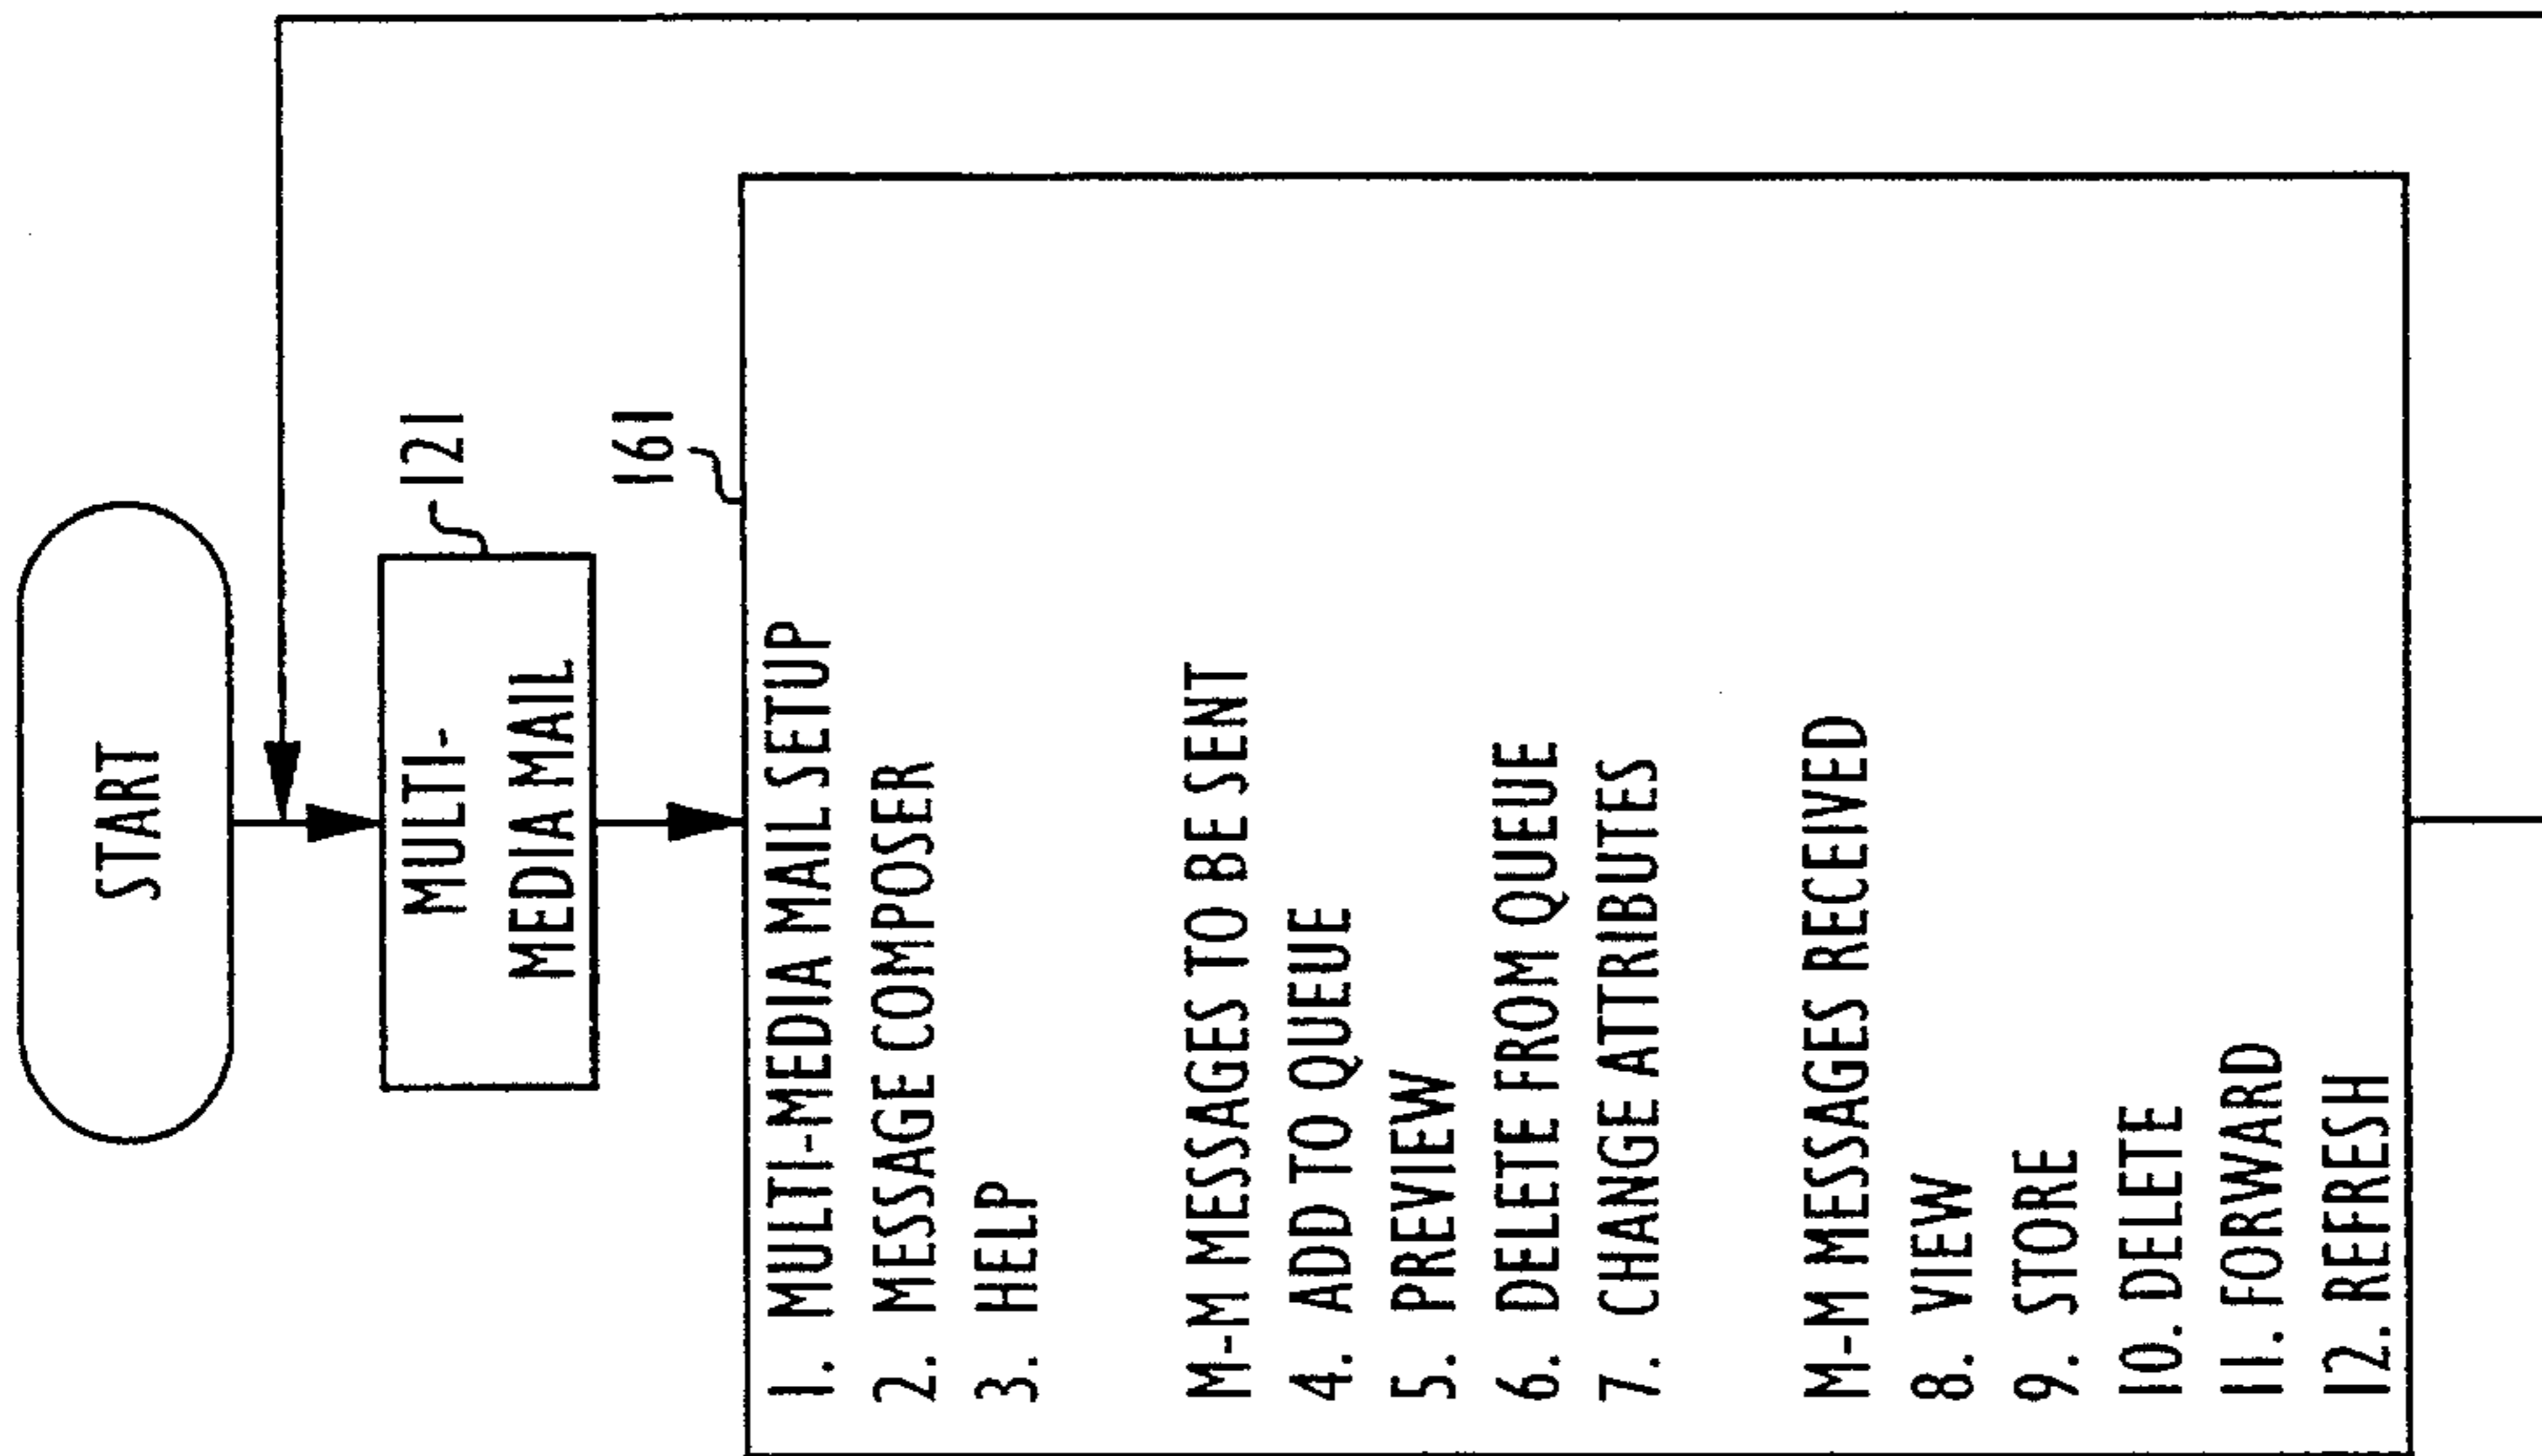 START
MULTI-
MEDIA MAIL
121
161
1. MULTI-MEDIA MAIL SETUP
2. MESSAGE COMPOSER
3. HELP
M-M MESSAGES TO BE SENT
4. ADD TO QUEUE
5. PREVIEW
6. DELETE FROM QUEUE
7. CHANGE ATTRIBUTES
M-M MESSAGES RECEIVED
8. VIEW
9. STORE
10. DELETE
11. FORWARD
12. REFRESH